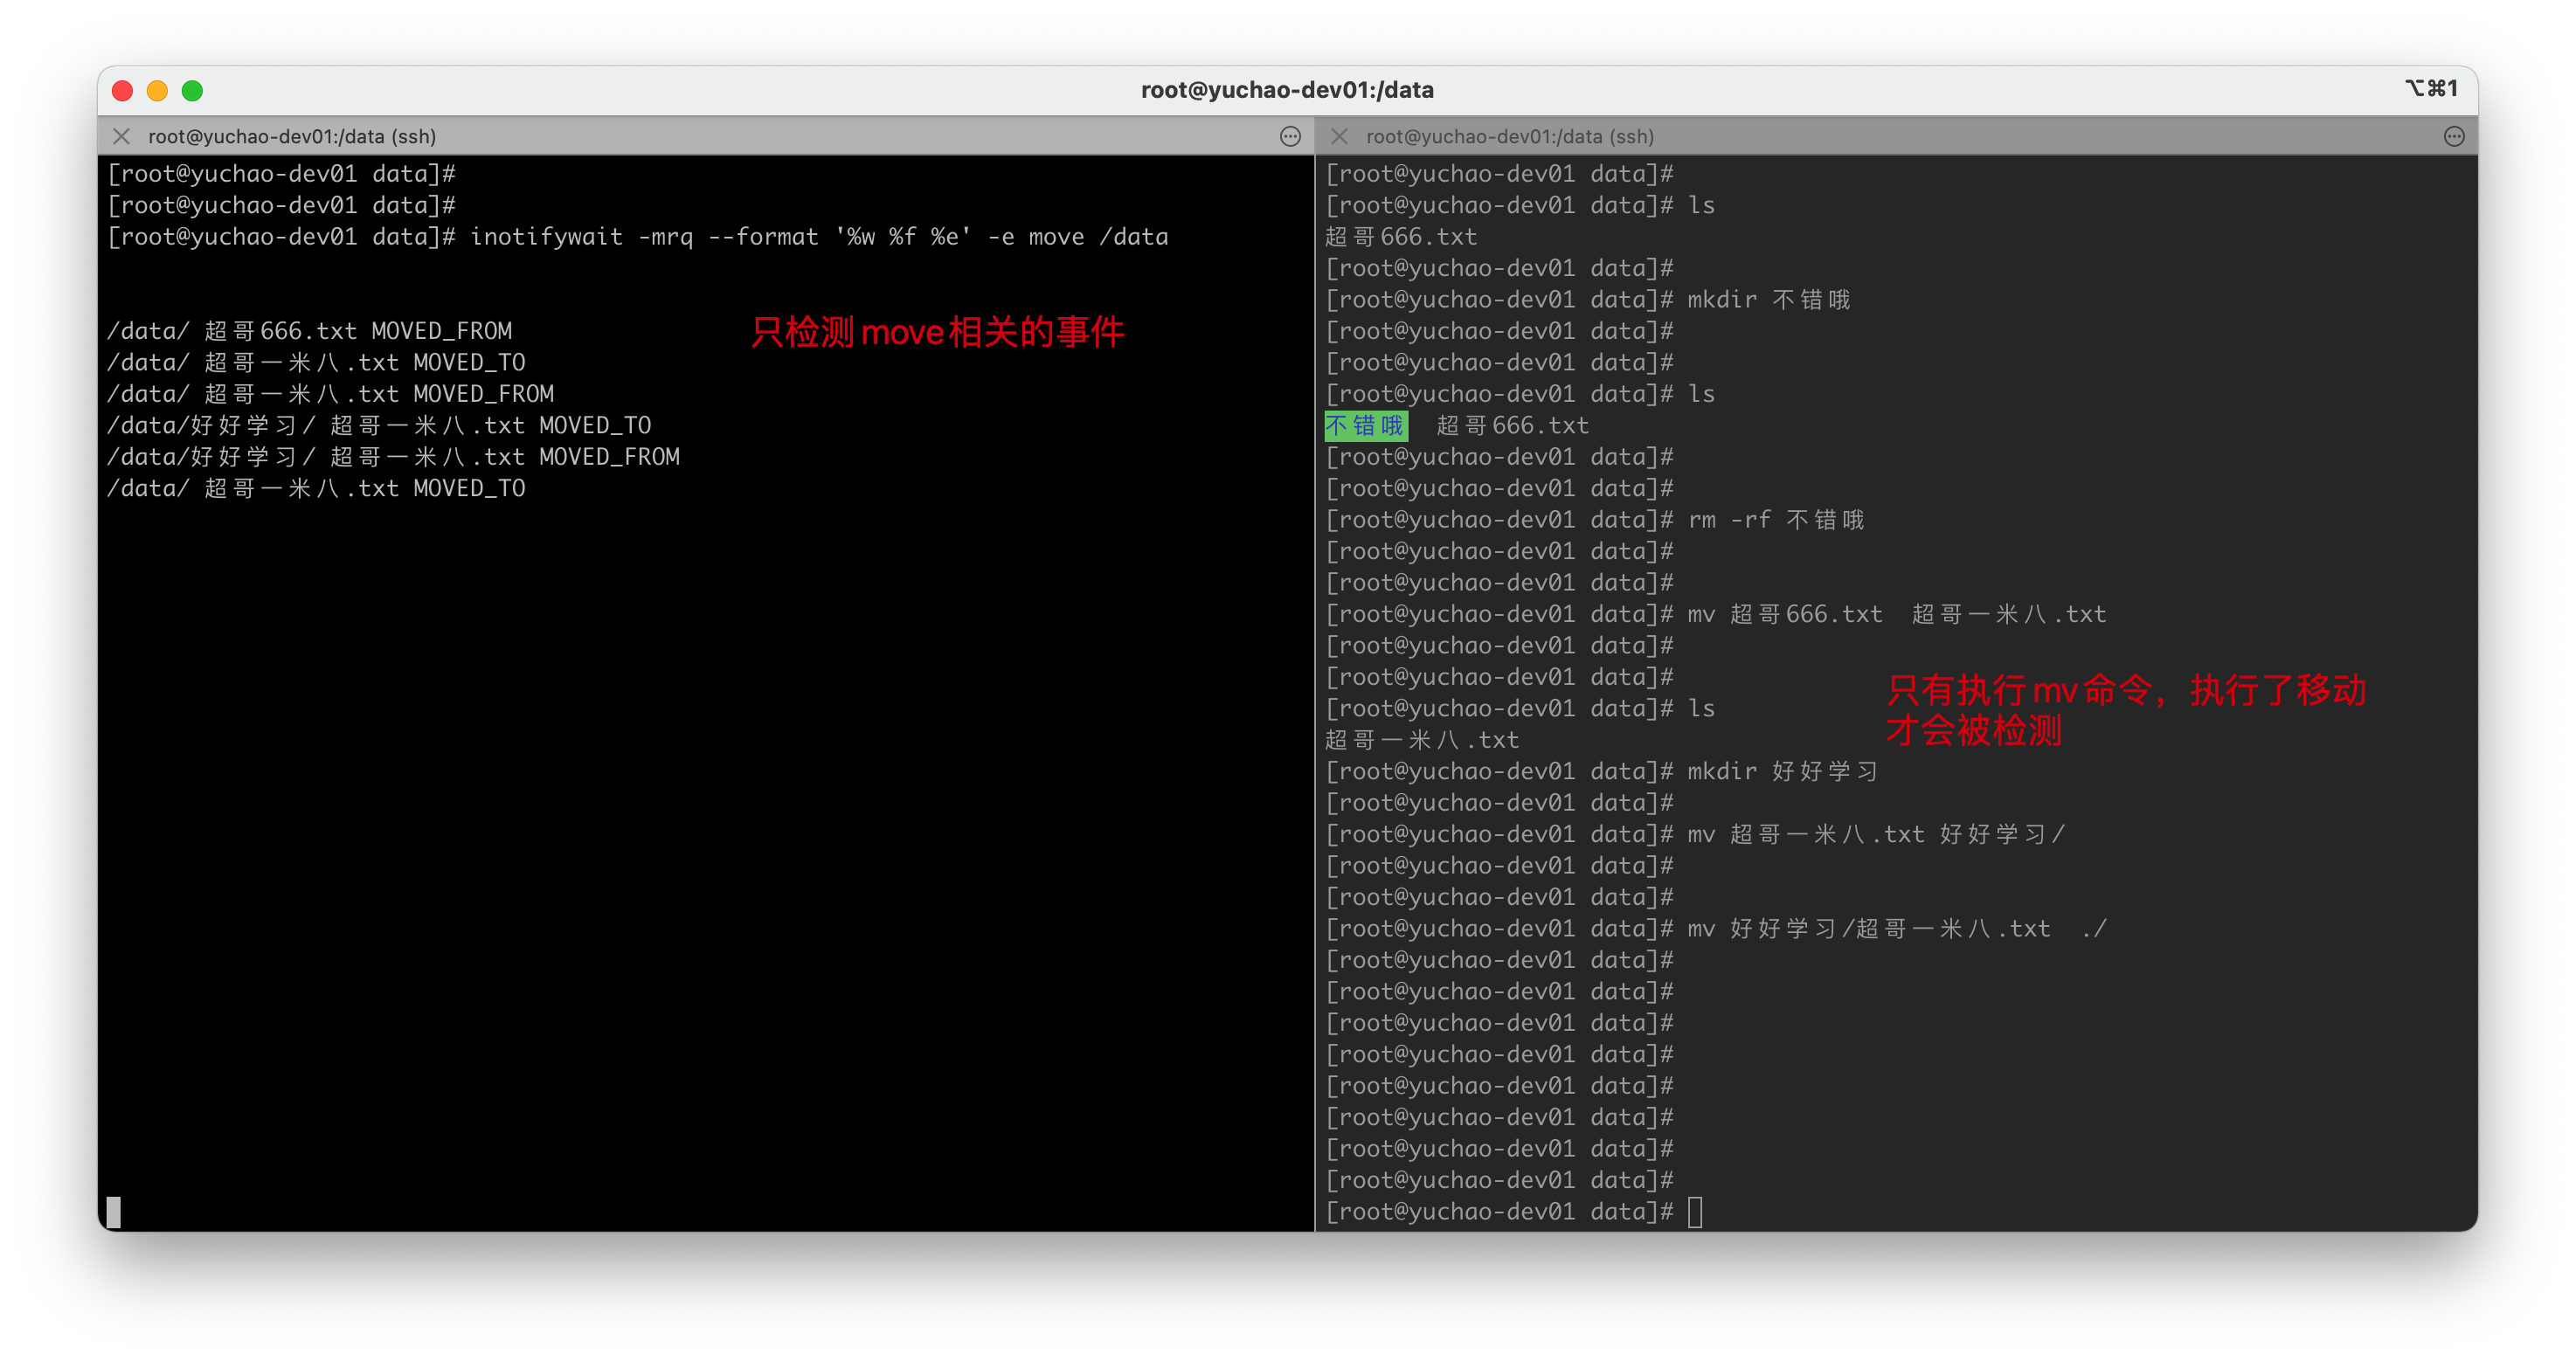 root@yuchao-dev01:/data
⌥⌘1
root@yuchao-dev01:/data (ssh)
[root@yuchao-dev01 data]#
[root@yuchao-dev01 data]#
[root@yuchao-dev01 data]# inotifywait -mrq --format '%w %f %e' -e move /data
/data/ 超哥666.txt MOVED_FROM
/data/ 超哥一米八.txt MOVED_TO
/data/ 超哥一米八.txt MOVED_FROM
/data/好好学习/ 超哥一米八.txt MOVED_TO
/data/好好学习/ 超哥一米八.txt MOVED_FROM
/data/ 超哥一米八.txt MOVED_TO
只检测move相关的事件
root@yuchao-dev01:/data (ssh)
[root@yuchao-dev01 data]#
[root@yuchao-dev01 data]# ls
超哥666.txt
[root@yuchao-dev01 data]#
[root@yuchao-dev01 data]# mkdir 不错哦
[root@yuchao-dev01 data]#
[root@yuchao-dev01 data]#
[root@yuchao-dev01 data]# ls
不错哦  超哥666.txt
[root@yuchao-dev01 data]#
[root@yuchao-dev01 data]#
[root@yuchao-dev01 data]# rm -rf 不错哦
[root@yuchao-dev01 data]#
[root@yuchao-dev01 data]#
[root@yuchao-dev01 data]# mv 超哥666.txt  超哥一米八.txt
[root@yuchao-dev01 data]#
[root@yuchao-dev01 data]#
[root@yuchao-dev01 data]# ls
超哥一米八.txt
[root@yuchao-dev01 data]# mkdir 好好学习
[root@yuchao-dev01 data]#
[root@yuchao-dev01 data]# mv 超哥一米八.txt 好好学习/
[root@yuchao-dev01 data]#
[root@yuchao-dev01 data]#
[root@yuchao-dev01 data]# mv 好好学习/超哥一米八.txt  ./
[root@yuchao-dev01 data]#
[root@yuchao-dev01 data]#
[root@yuchao-dev01 data]#
[root@yuchao-dev01 data]#
[root@yuchao-dev01 data]#
[root@yuchao-dev01 data]#
[root@yuchao-dev01 data]#
[root@yuchao-dev01 data]#
[root@yuchao-dev01 data]#
只有执行mv命令，执行了移动
才会被检测